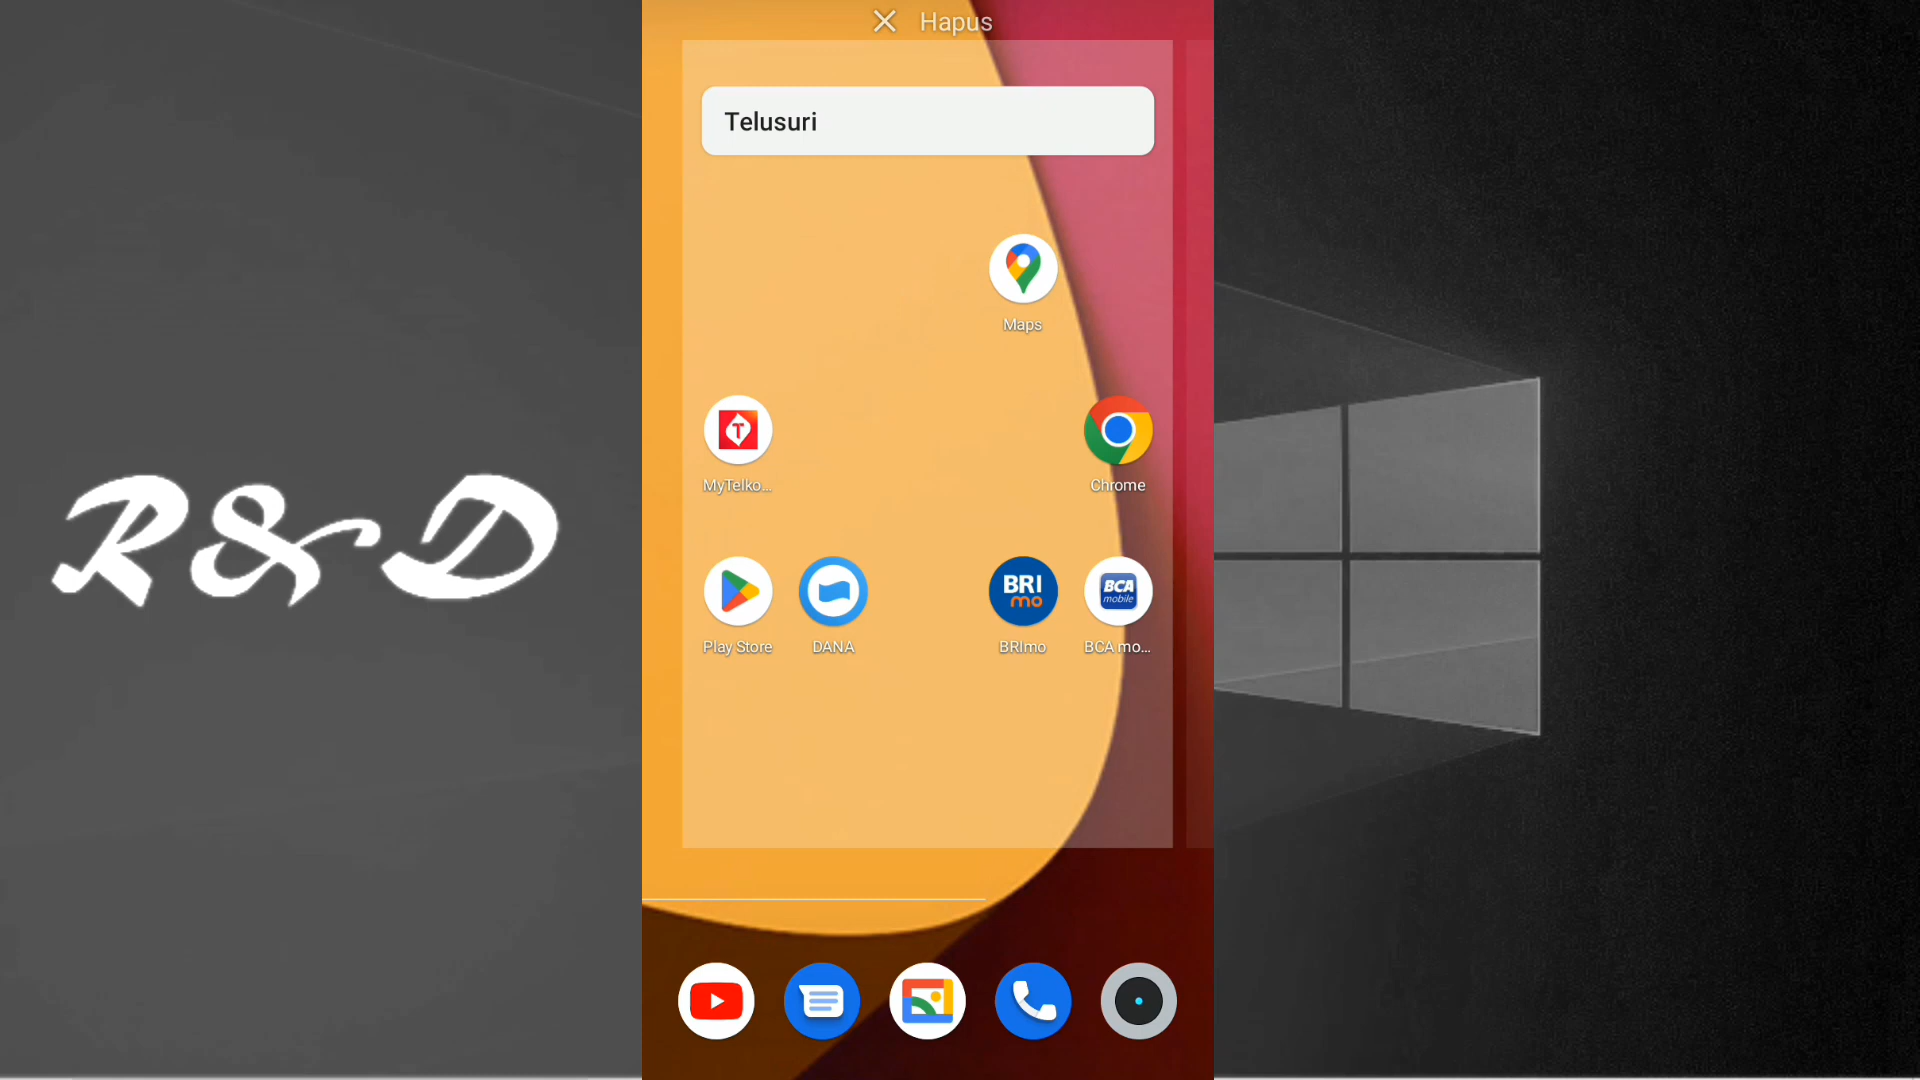 Hapus
Telusuri
Maps
MyTelko...
Chrome
R&D
T
BRI
mo
BCA
mobile
Play Store
DANA
BRImo
BCA mo...